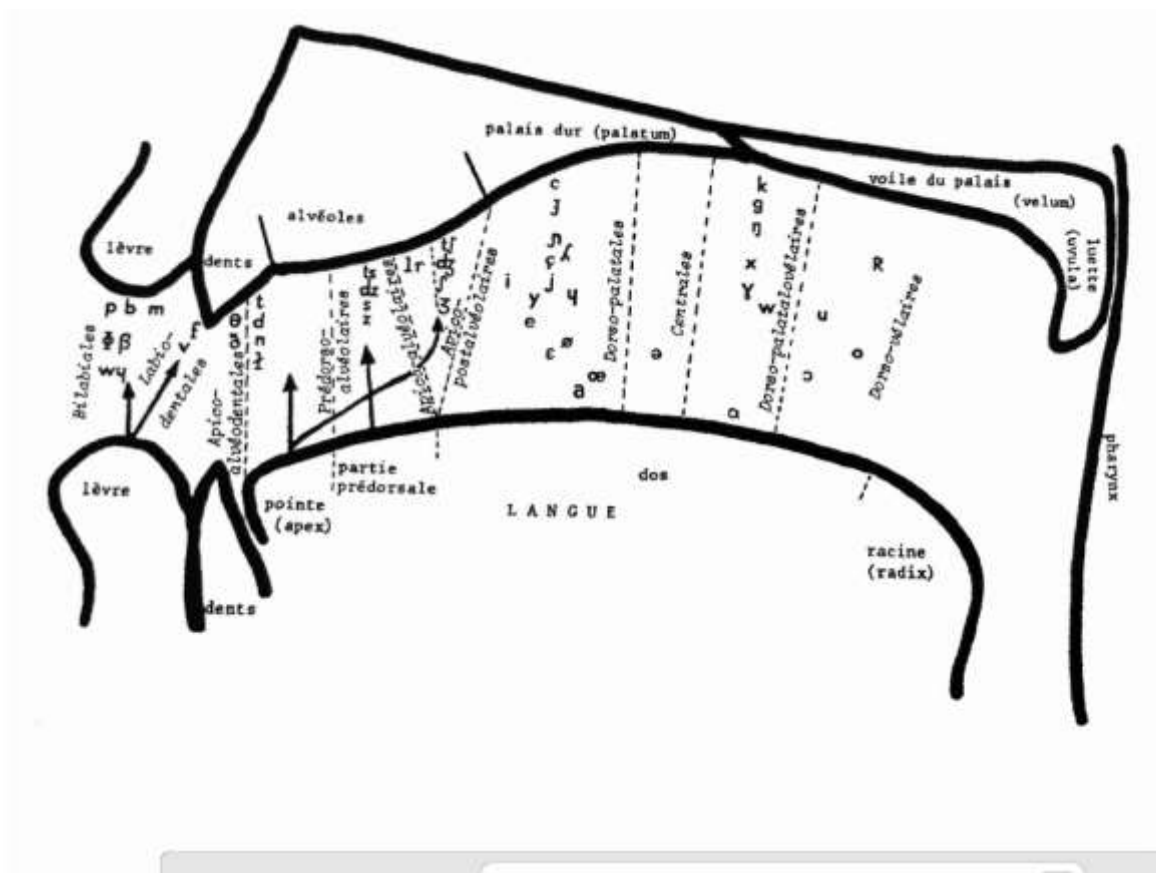 palais dur (palatum)
voile du palais
(velum)
luette
(uvula)
alvéoles
lèvre
dents
p b m
ɸ β
w ɥ
f
θ
t
d
n
ɫ
s
z
l r
c
ɟ
ɲ ʎ
ç
i j
y ɥ
e
ø
ɛ
œ
a
ə
k
g
ŋ
x
ɣ
w
u
R
o
ɔ
ɑ
Bilabiales
Labio-
dentales
Apico-
alvéodentales
Prédorso-
alvéolaires
Apicoalvéolaires
Apico-
postalvéolaires
Dorso-palatales
Centrales
Dorso-palatovélaires
Dorso-vélaires
lèvre
dents
pointe
(apex)
partie
prédorsale
dos
LANGUE
racine
(radix)
pharynx